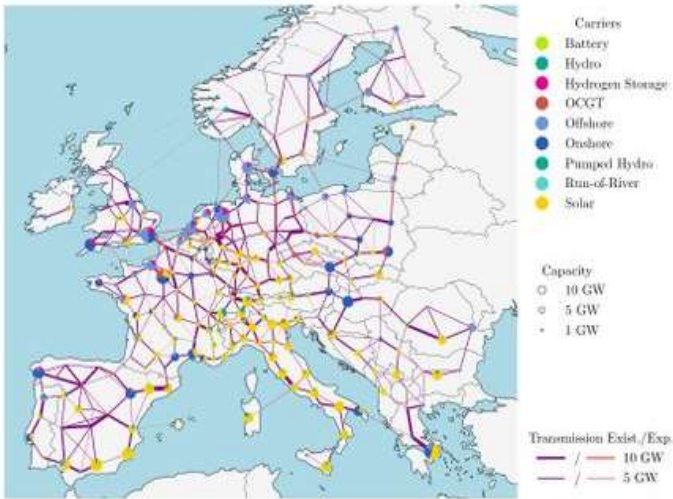 Carriers
Battery
Hydro
Hydrogen Storage
OCGT
Offshore
Onshore
Pumped Hydro
Run-of-River
Solar
Capacity
10 GW
5 GW
1 GW
Transmission Exist./Exp.
/ 10 GW
/ 5 GW